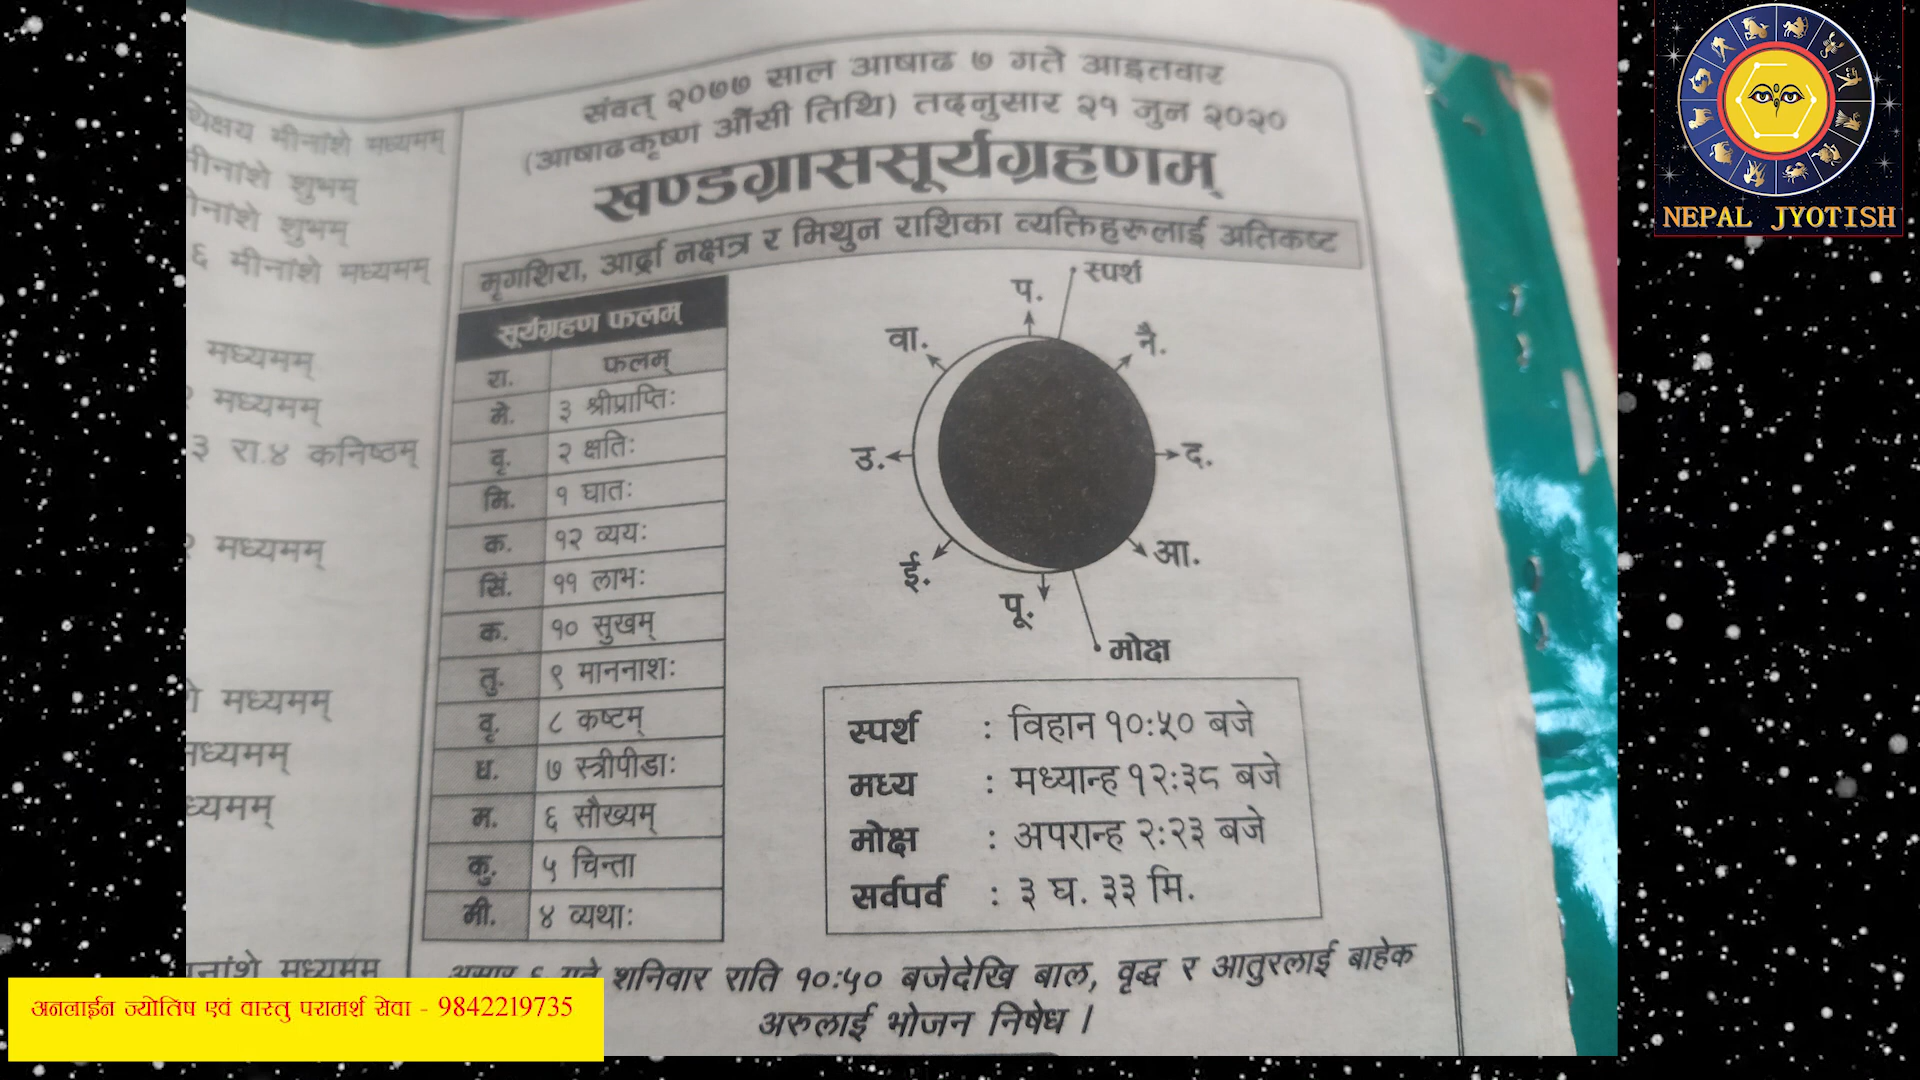 संवत् २०७७ साल आषाढ ७ गते आइतवार
(आषाढकृष्ण औंसी तिथि) तदनुसार २१ जुन २०२०
खण्डग्राससूर्यग्रहणम्
मृगशिरा, आर्द्रा नक्षत्र र मिथुन राशिका व्यक्तिहरूलाई अतिकष्ट
मीनांशे मध्यमम्
शुभम्
शुभम्
६ मीनांशे मध्यमम्
मध्यमम्
मध्यमम्
३ रा.४ कनिष्ठम्
मध्यमम्
मध्यमम्
मध्यमम्
सूर्यग्रहण फलम्
रा. फलम्
मे. ३ श्रीप्राप्तिः
वृ. २ क्षतिः
मि. १ घातः
क. १२ व्ययः
सिं. ११ लाभः
क. १० सुखम्
तु. ९ माननाशः
वृ. ८ कष्टम्
ध. ७ स्त्रीपीडाः
म. ६ सौख्यम्
कु. ५ चिन्ता
मी. ४ व्यथाः
स्पर्श
प.
वा.
नै.
उ.
द.
ई.
आ.
पू.
मोक्ष
स्पर्श : विहान १०:५० बजे
मध्य : मध्यान्ह १२:३८ बजे
मोक्ष : अपरान्ह २:२३ बजे
सर्वपर्व : ३ घ. ३३ मि.
शनिवार राति १०:५० बजेदेखि बाल, वृद्ध र आतुरलाई बाहेक
अरुलाई भोजन निषेध ।
NEPAL JYOTISH
अनलाईन ज्योतिष एवं वास्तु परामर्श सेवा - 9842219735